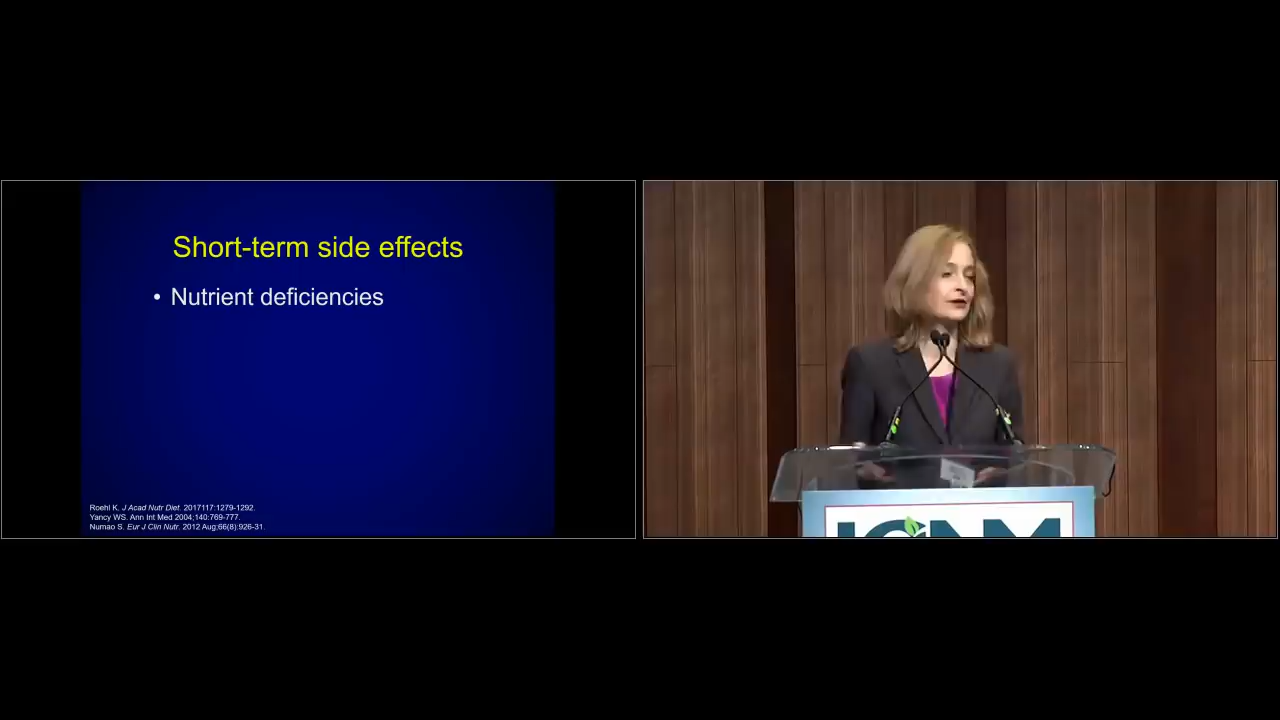 Short-term side effects
• Nutrient deficiencies
Roehl K. J Acad Nutr Diet. 2017117:1279-1292.
Yancy WS. Ann Int Med 2004;140:769-777.
Numao S. Eur J Clin Nutr. 2012 Aug;66(8):926-31.
ICNM